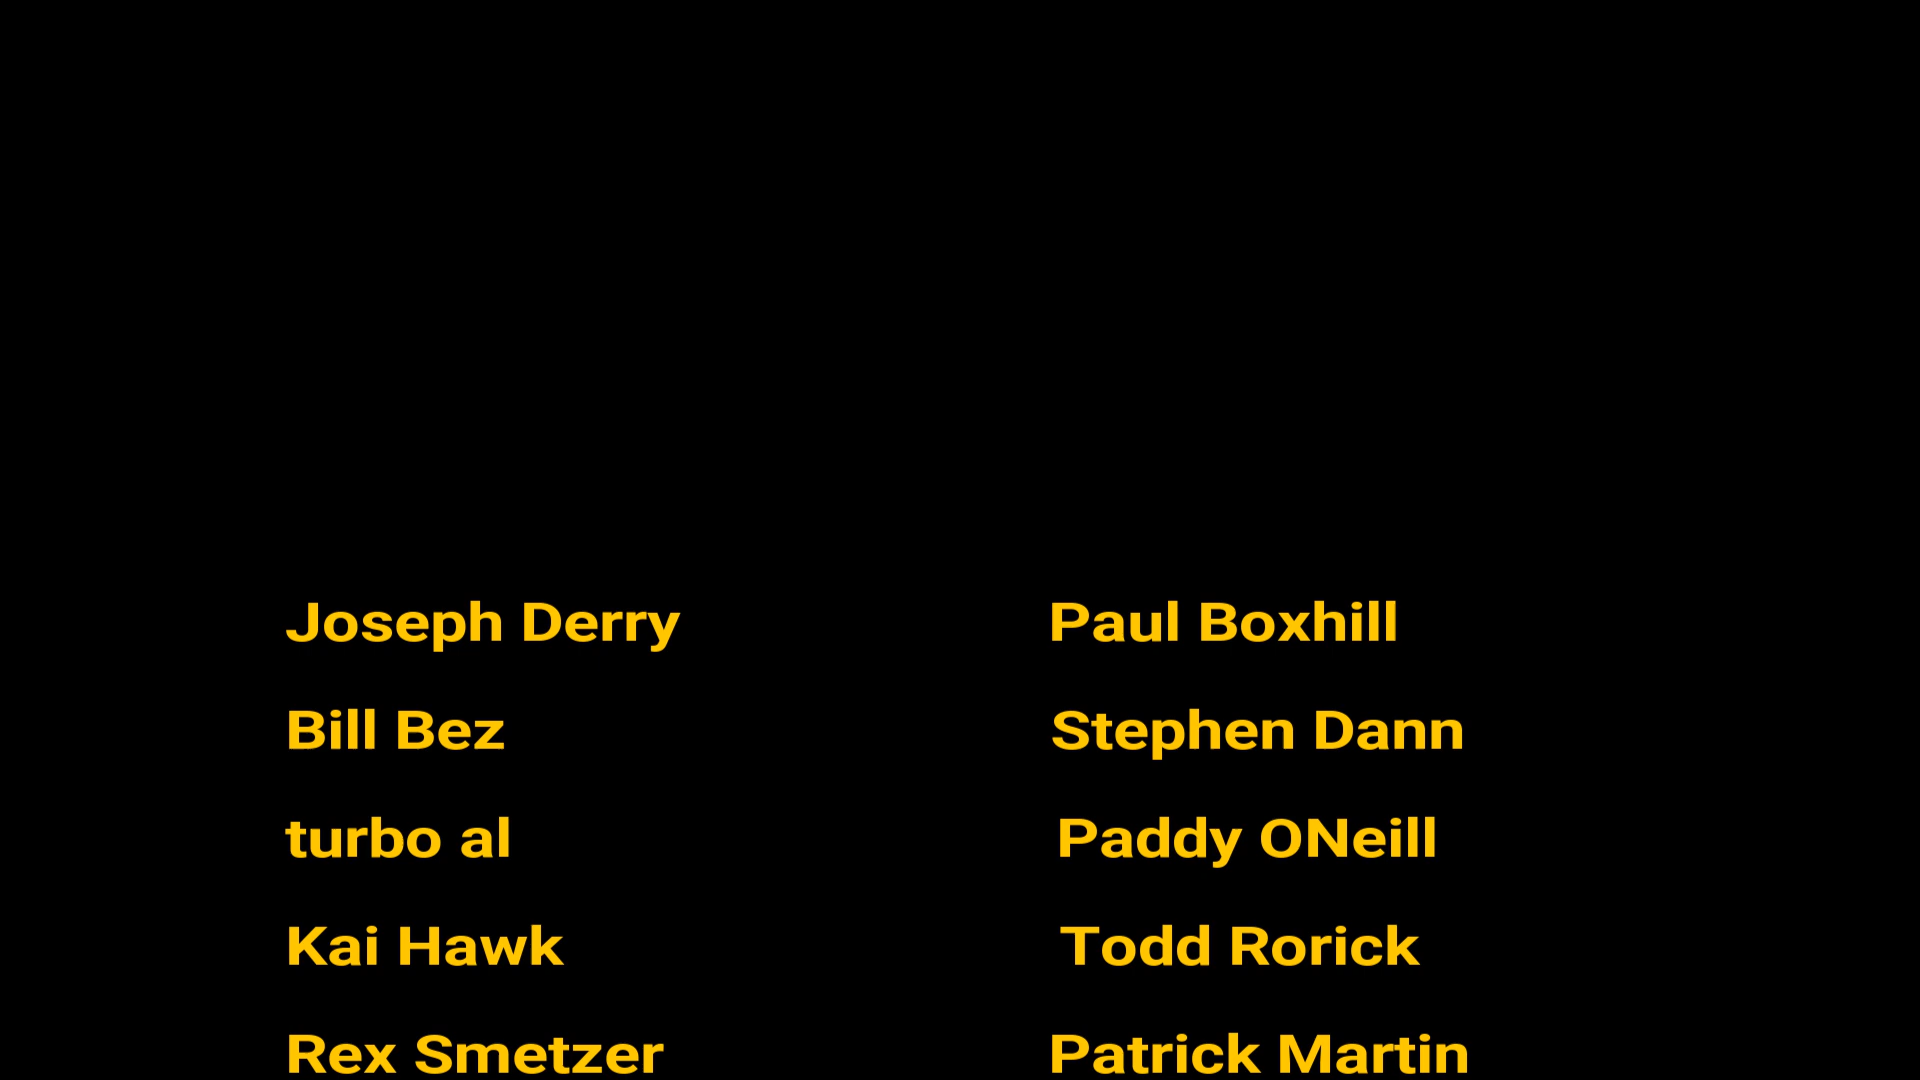 Joseph Derry Paul Boxhill
Bill Bez Stephen Dann
turbo al Paddy ONeill
Kai Hawk Todd Rorick
Rex Smetzer Patrick Martin